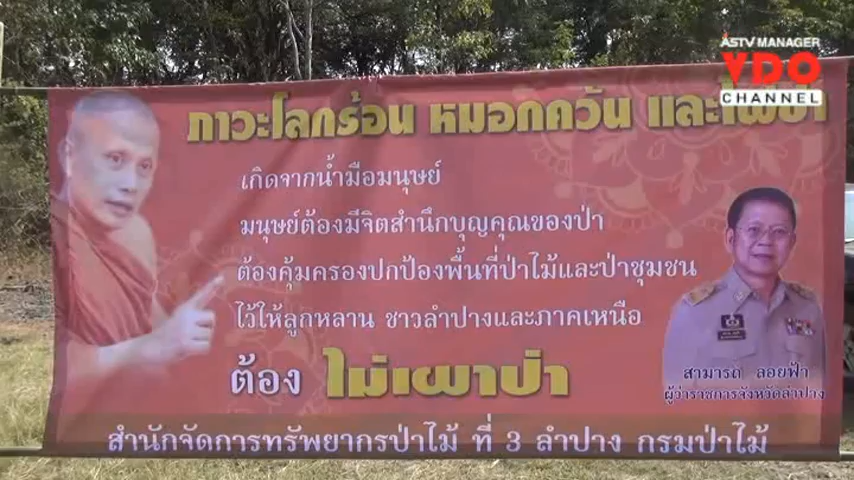 ASTV MANAGER
VDO
CHANNEL
ภาวะโลกร้อน หมอกควัน และไฟป่า
เกิดจากน้ำมือมนุษย์
มนุษย์ต้องมีจิตสำนึกบุญคุณของป่า
ต้องคุ้มครองปกป้องพื้นที่ป่าไม้และป่าชุมชน
ไว้ให้ลูกหลาน ชาวลำปางและภาคเหนือ
ต้อง ไม่เผาป่า
สามารถ ลอยฟ้า
ผู้ว่าราชการจังหวัดลำปาง
สำนักจัดการทรัพยากรป่าไม้ ที่ 3 ลำปาง กรมป่าไม้